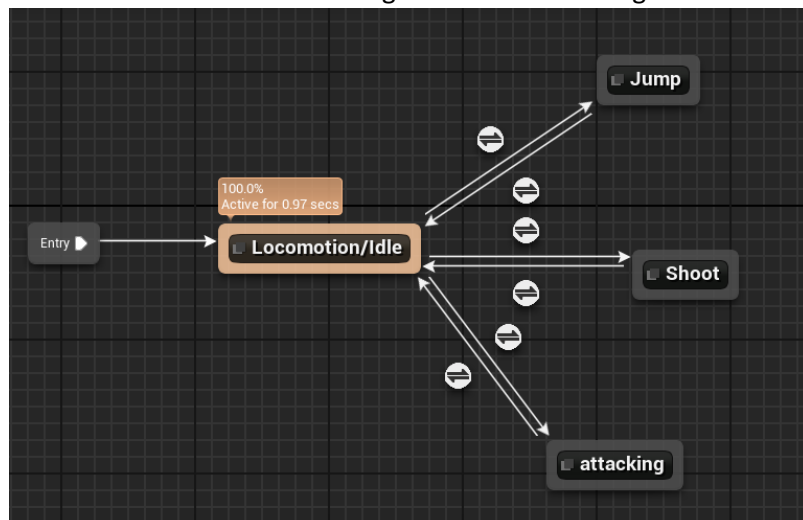 Jump
100.0%
Active for 0.97 secs
Entry
Locomotion/Idle
Shoot
attacking